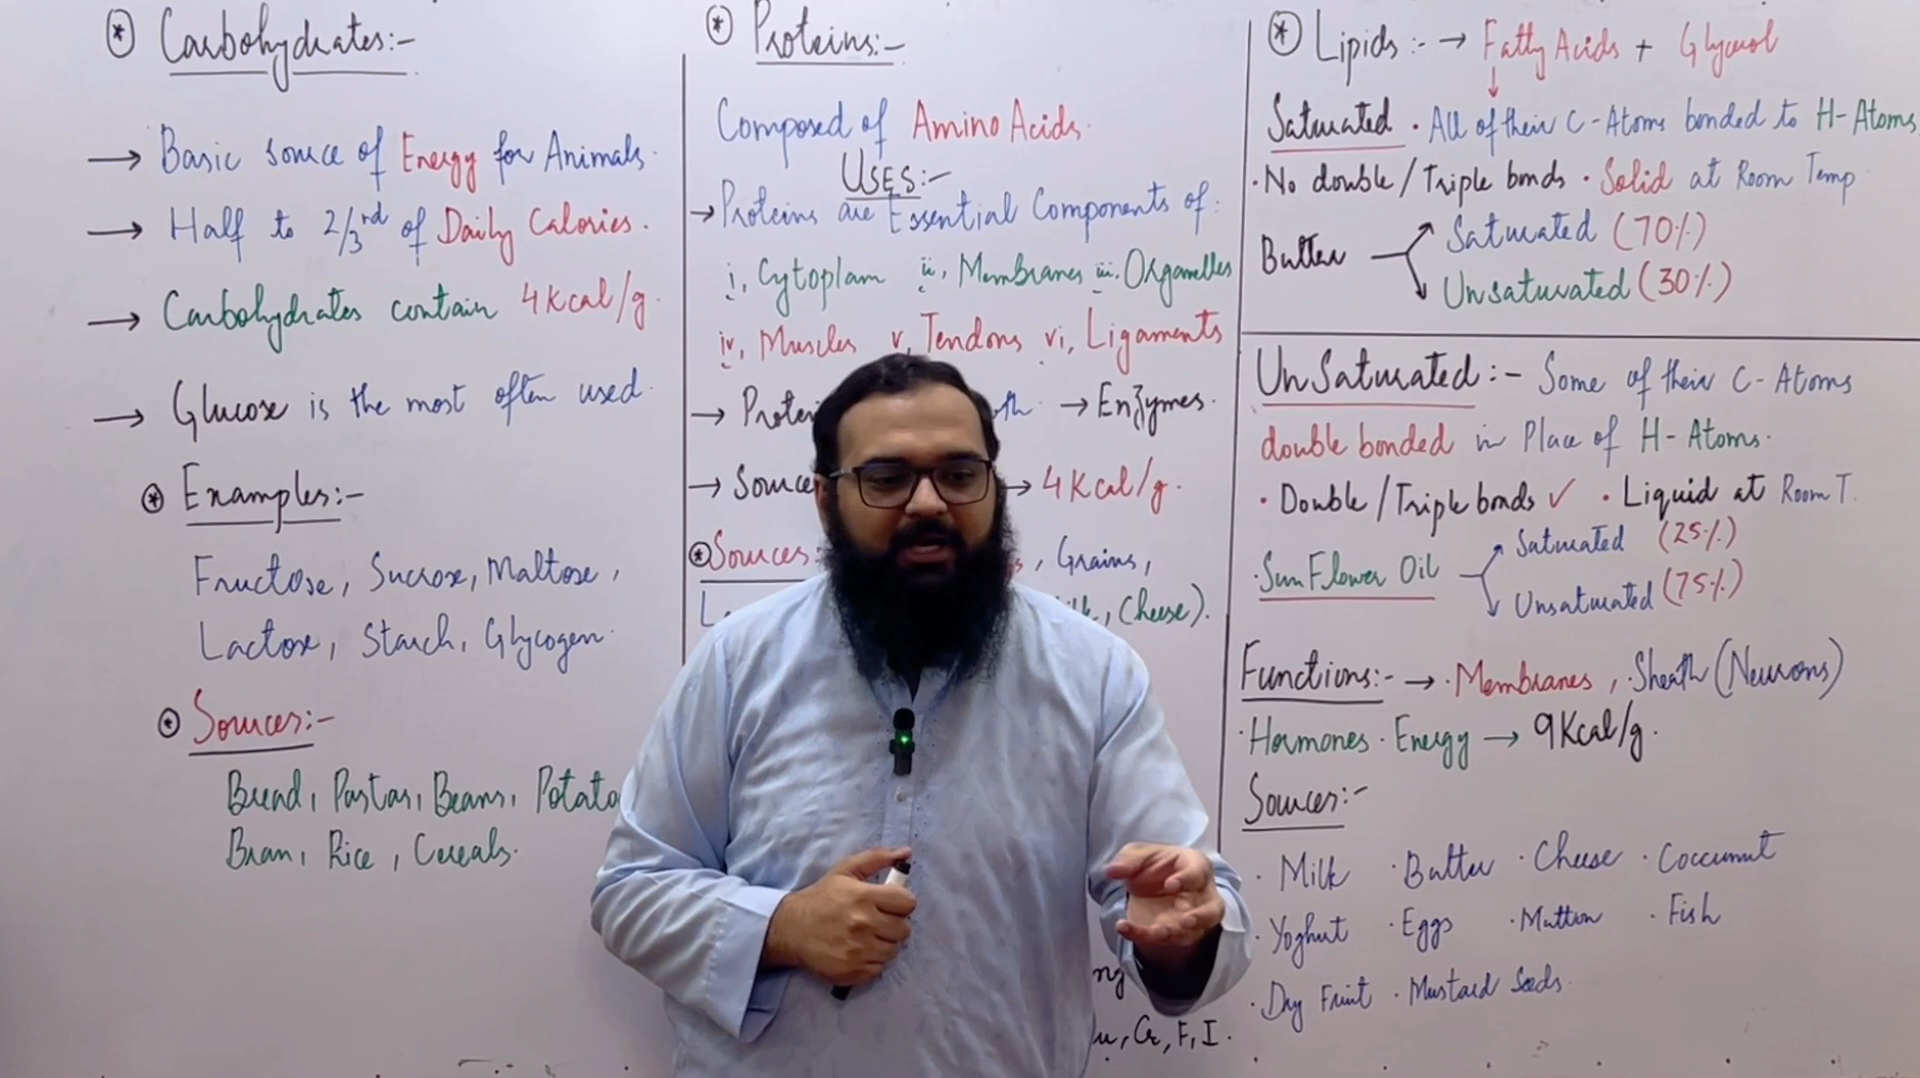 * Carbohydrates:-
→ Basic source of Energy for Animals.
→ Half to 2/3rd of Daily Calories.
→ Carbohydrates contain 4Kcal/g.
→ Glucose is the most often used.
* Examples:-
Fructose, Sucrose, Maltose,
Lactose, Starch, Glycogen.
* Sources:-
Bread, Pastas, Beans, Potato
Bran, Rice, Cereals.
* Proteins:-
Composed of Amino Acids.
USES:-
→ Proteins are Essential Components of:
i, Cytoplam ii, Membranes iii. Organelles
iv, Muscles v, Tendons vi, Ligaments
→ → Enzymes.
→ Source → 4Kcal/g.
* Sources: , Grains,
, Cheese).
, Cr, F, I.
* Lipids:- → Fatty Acids + Glycerol
Saturated · All of their C-Atoms bonded to H-Atoms
· No double/Triple bonds · Solid at Room Temp
Butter Saturated (70%)
Unsaturated (30%)
UnSaturated:- Some of their C-Atoms
double bonded in Place of H-Atoms.
· Double/Triple bonds ✓ · Liquid at Room T.
· SunFlower Oil Saturated (25%)
Unsaturated (75%)
Functions:- → · Membranes, · Sheath (Neurons)
· Hormones · Energy → 9Kcal/g.
Sources:-
· Milk · Butter · Cheese · Coccunut
· Yoghut · Eggs · Mutton · Fish
· Dry Fruit · Mustard Seeds.